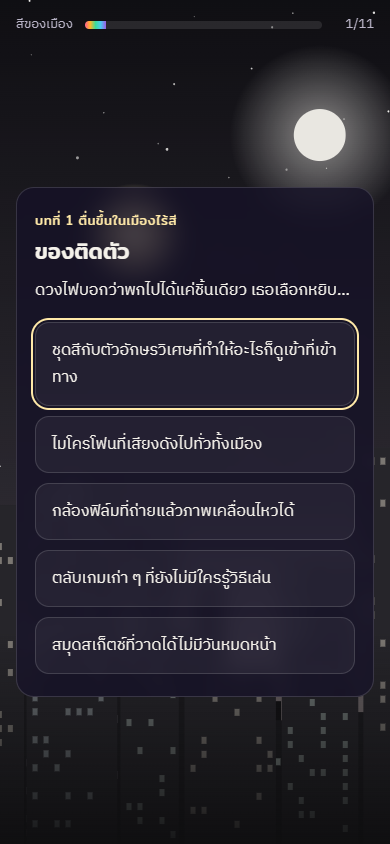 สีของเมือง
1/11
บทที่ 1 ตื่นขึ้นในเมืองไร้สี
ของติดตัว
ดวงไฟบอกว่าพกไปได้แค่ชิ้นเดียว เธอเลือกหยิบ...
ชุดสีกับตัวอักษรวิเศษที่ทำให้อะไรก็ดูเข้าที่เข้า
ทาง
ไมโครโฟนที่เสียงดังไปทั่วทั้งเมือง
กล้องฟิล์มที่ถ่ายแล้วภาพเคลื่อนไหวได้
ตลับเกมเก่า ๆ ที่ยังไม่มีใครรู้วิธีเล่น
สมุดสเก็ตช์ที่วาดได้ไม่มีวันหมดหน้า